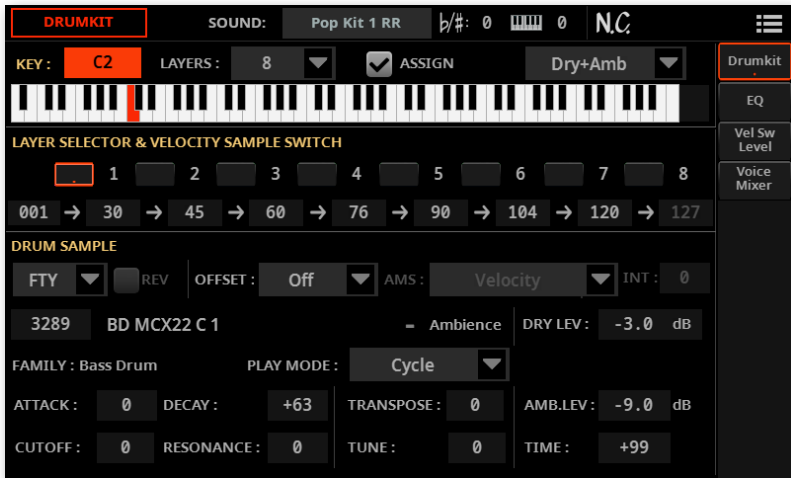 DRUMKIT SOUND: Pop Kit 1 RR ♭/#: 0 0 N.C.
KEY : C2 LAYERS : 8 ASSIGN Dry+Amb
Drumkit
EQ
Vel Sw
Level
Voice
Mixer
LAYER SELECTOR & VELOCITY SAMPLE SWITCH
1 2 3 4 5 6 7 8
001 → 30 → 45 → 60 → 76 → 90 → 104 → 120 → 127
DRUM SAMPLE
FTY REV OFFSET : Off AMS : Velocity INT : 0
3289 BD MCX22 C 1 – Ambience DRY LEV : -3.0 dB
FAMILY : Bass Drum PLAY MODE : Cycle
ATTACK : 0 DECAY : +63 TRANSPOSE : 0 AMB.LEV : -9.0 dB
CUTOFF : 0 RESONANCE : 0 TUNE : 0 TIME : +99